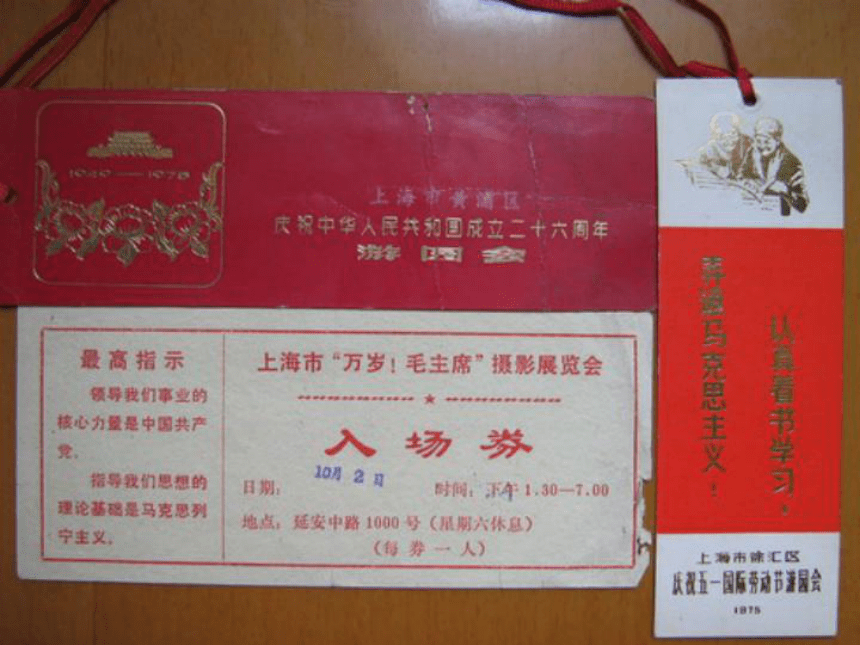 1949—1975
上海市黄浦区
庆祝中华人民共和国成立二十六周年
游园会
最高指示
领导我们事业的
核心力量是中国共产
党。
指导我们思想的
理论基础是马克思列
宁主义。
上海市“万岁！毛主席”摄影展览会
入场券
日期： 10月2日 时间：下午1.30—7.00
地点：延安中路1000号（星期六休息）
（每券一人）
认真看书学习，
弄通马克思主义！
上海市徐汇区
庆祝五一国际劳动节游园会
1975